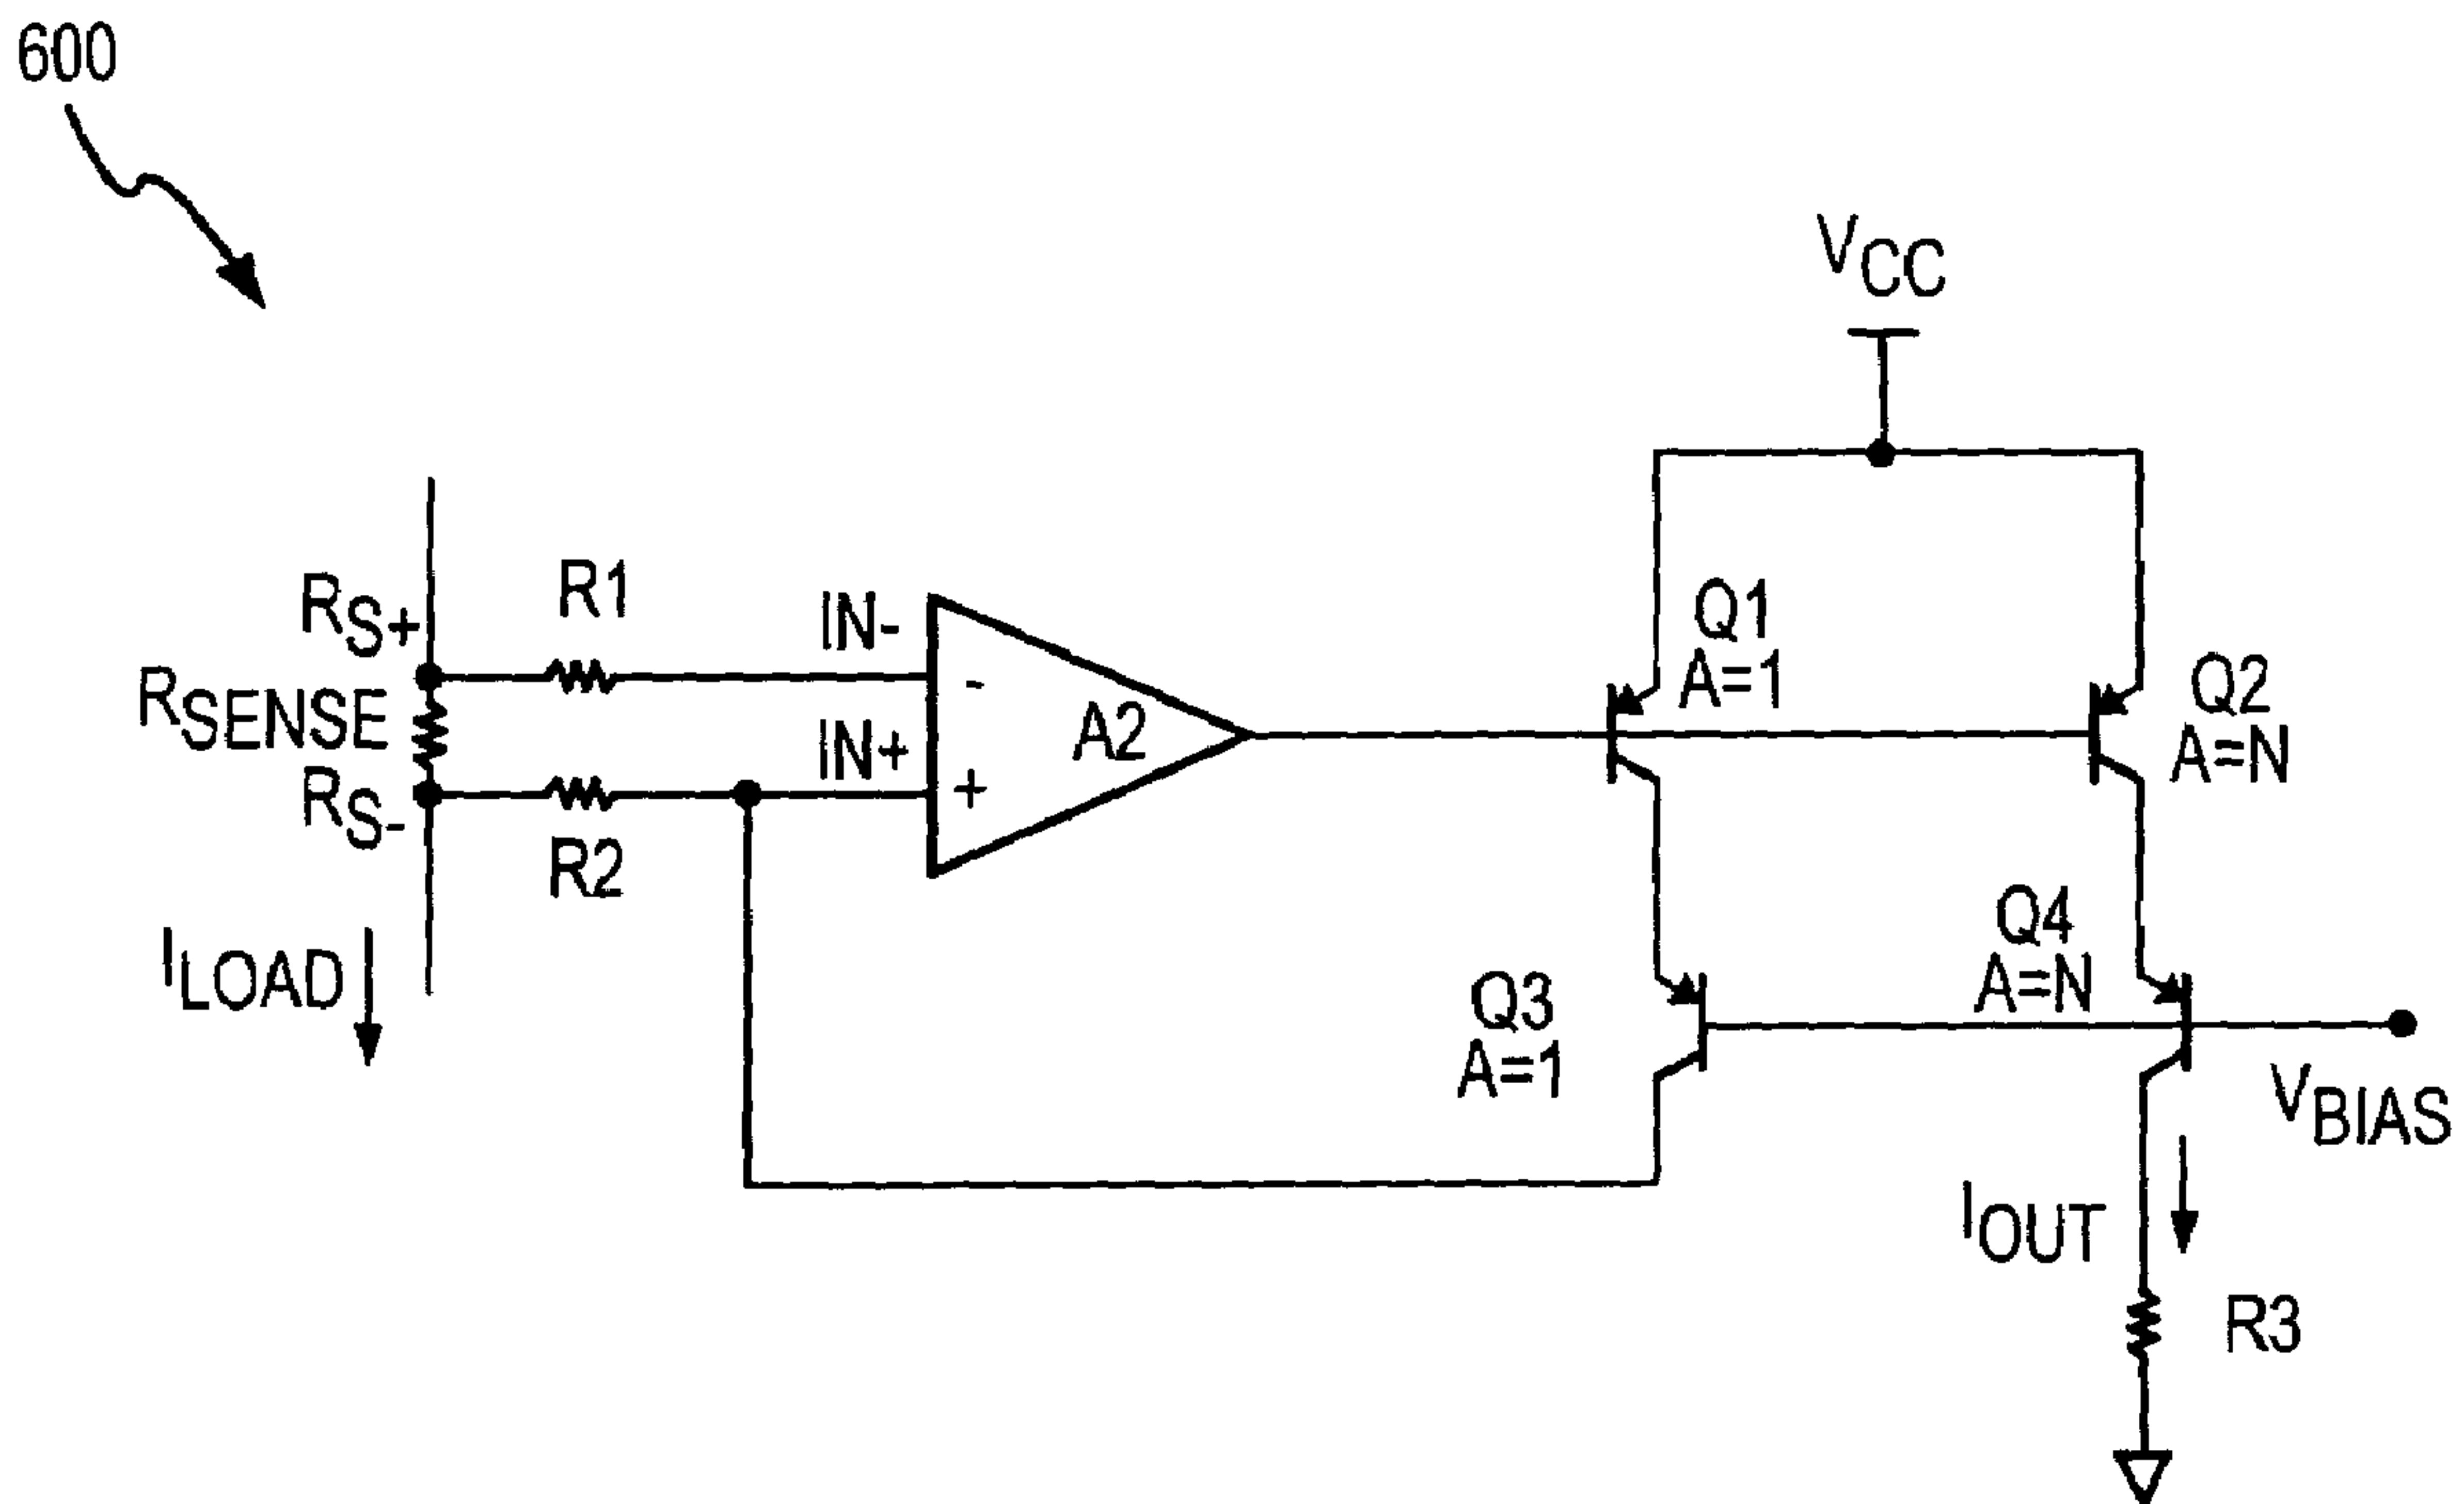 600
VCC
R1
IN-
RS+
Q1
A=1
RSENSE
-
A2
Q2
A=N
IN+
+
RS-
R2
ILOAD
Q4
A=N
Q3
A=1
VBIAS
IOUT
R3